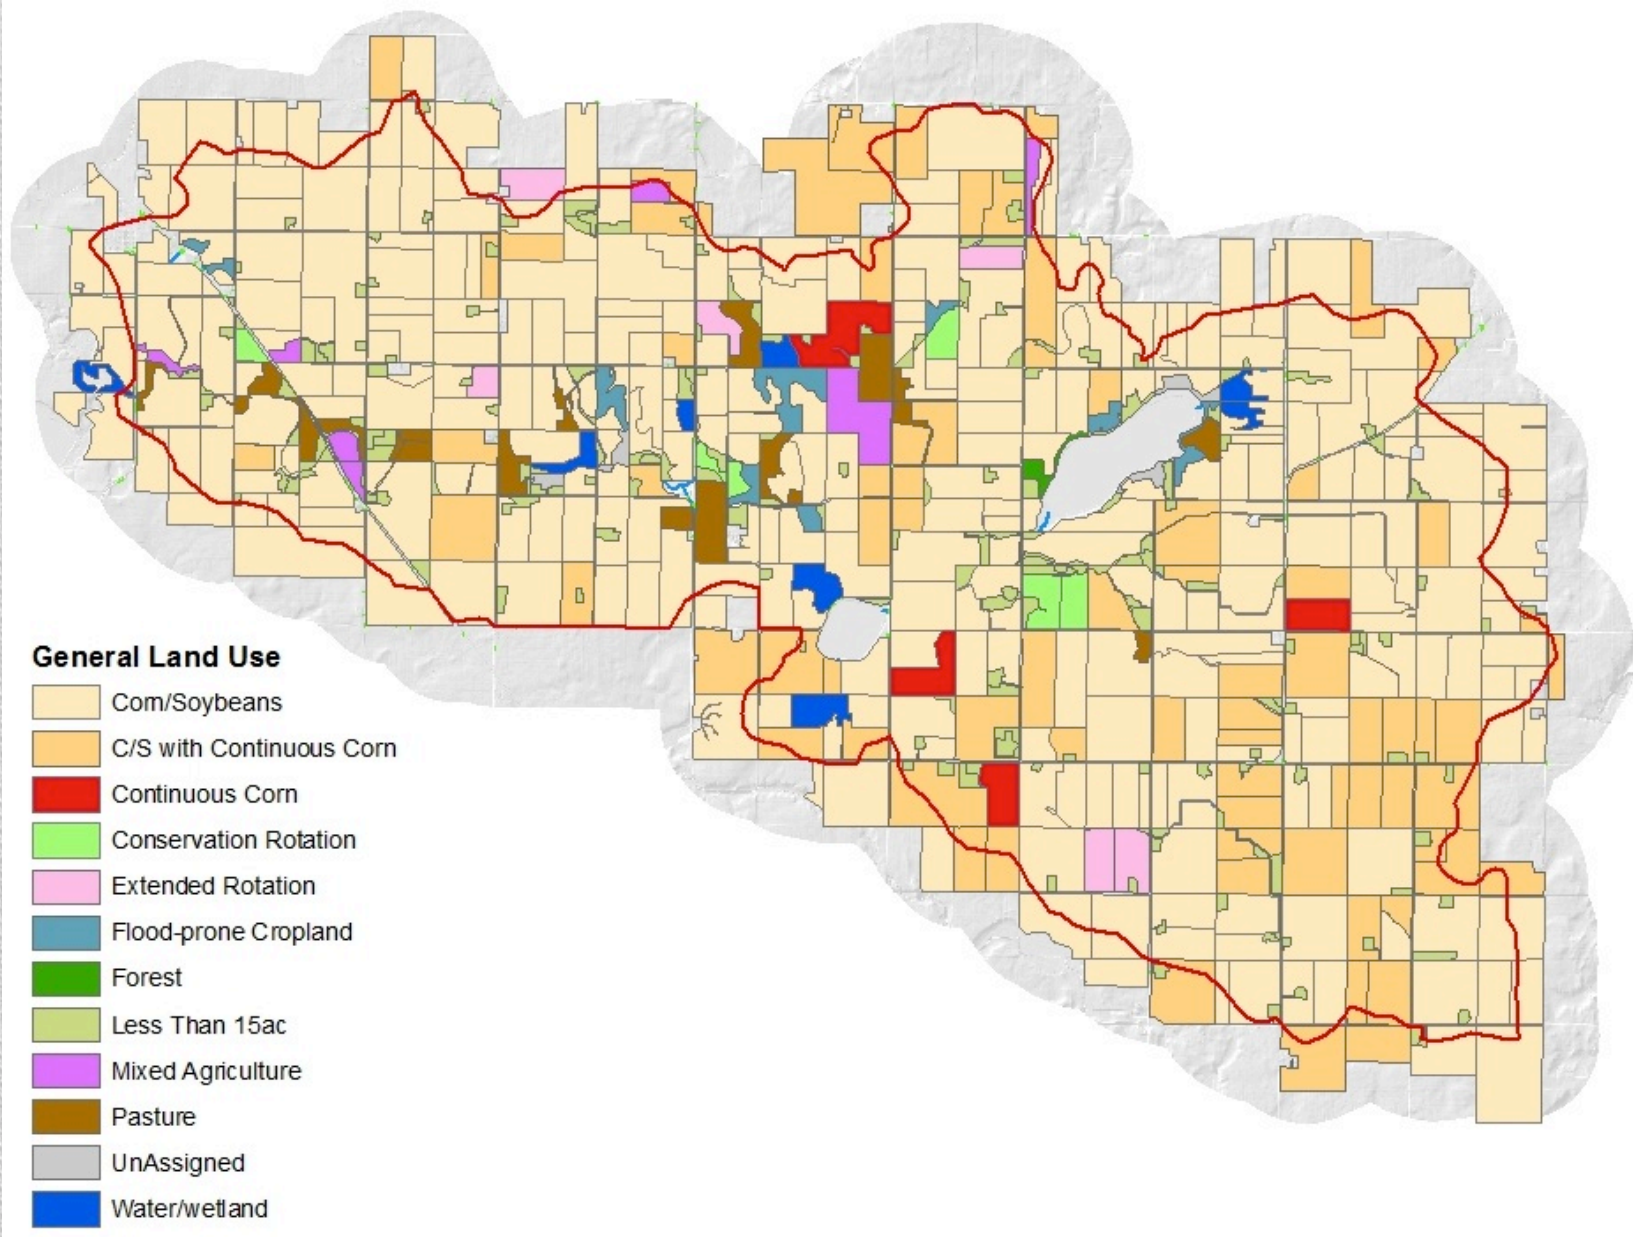 General Land Use
Corn/Soybeans
C/S with Continuous Corn
Continuous Corn
Conservation Rotation
Extended Rotation
Flood-prone Cropland
Forest
Less Than 15ac
Mixed Agriculture
Pasture
UnAssigned
Water/wetland